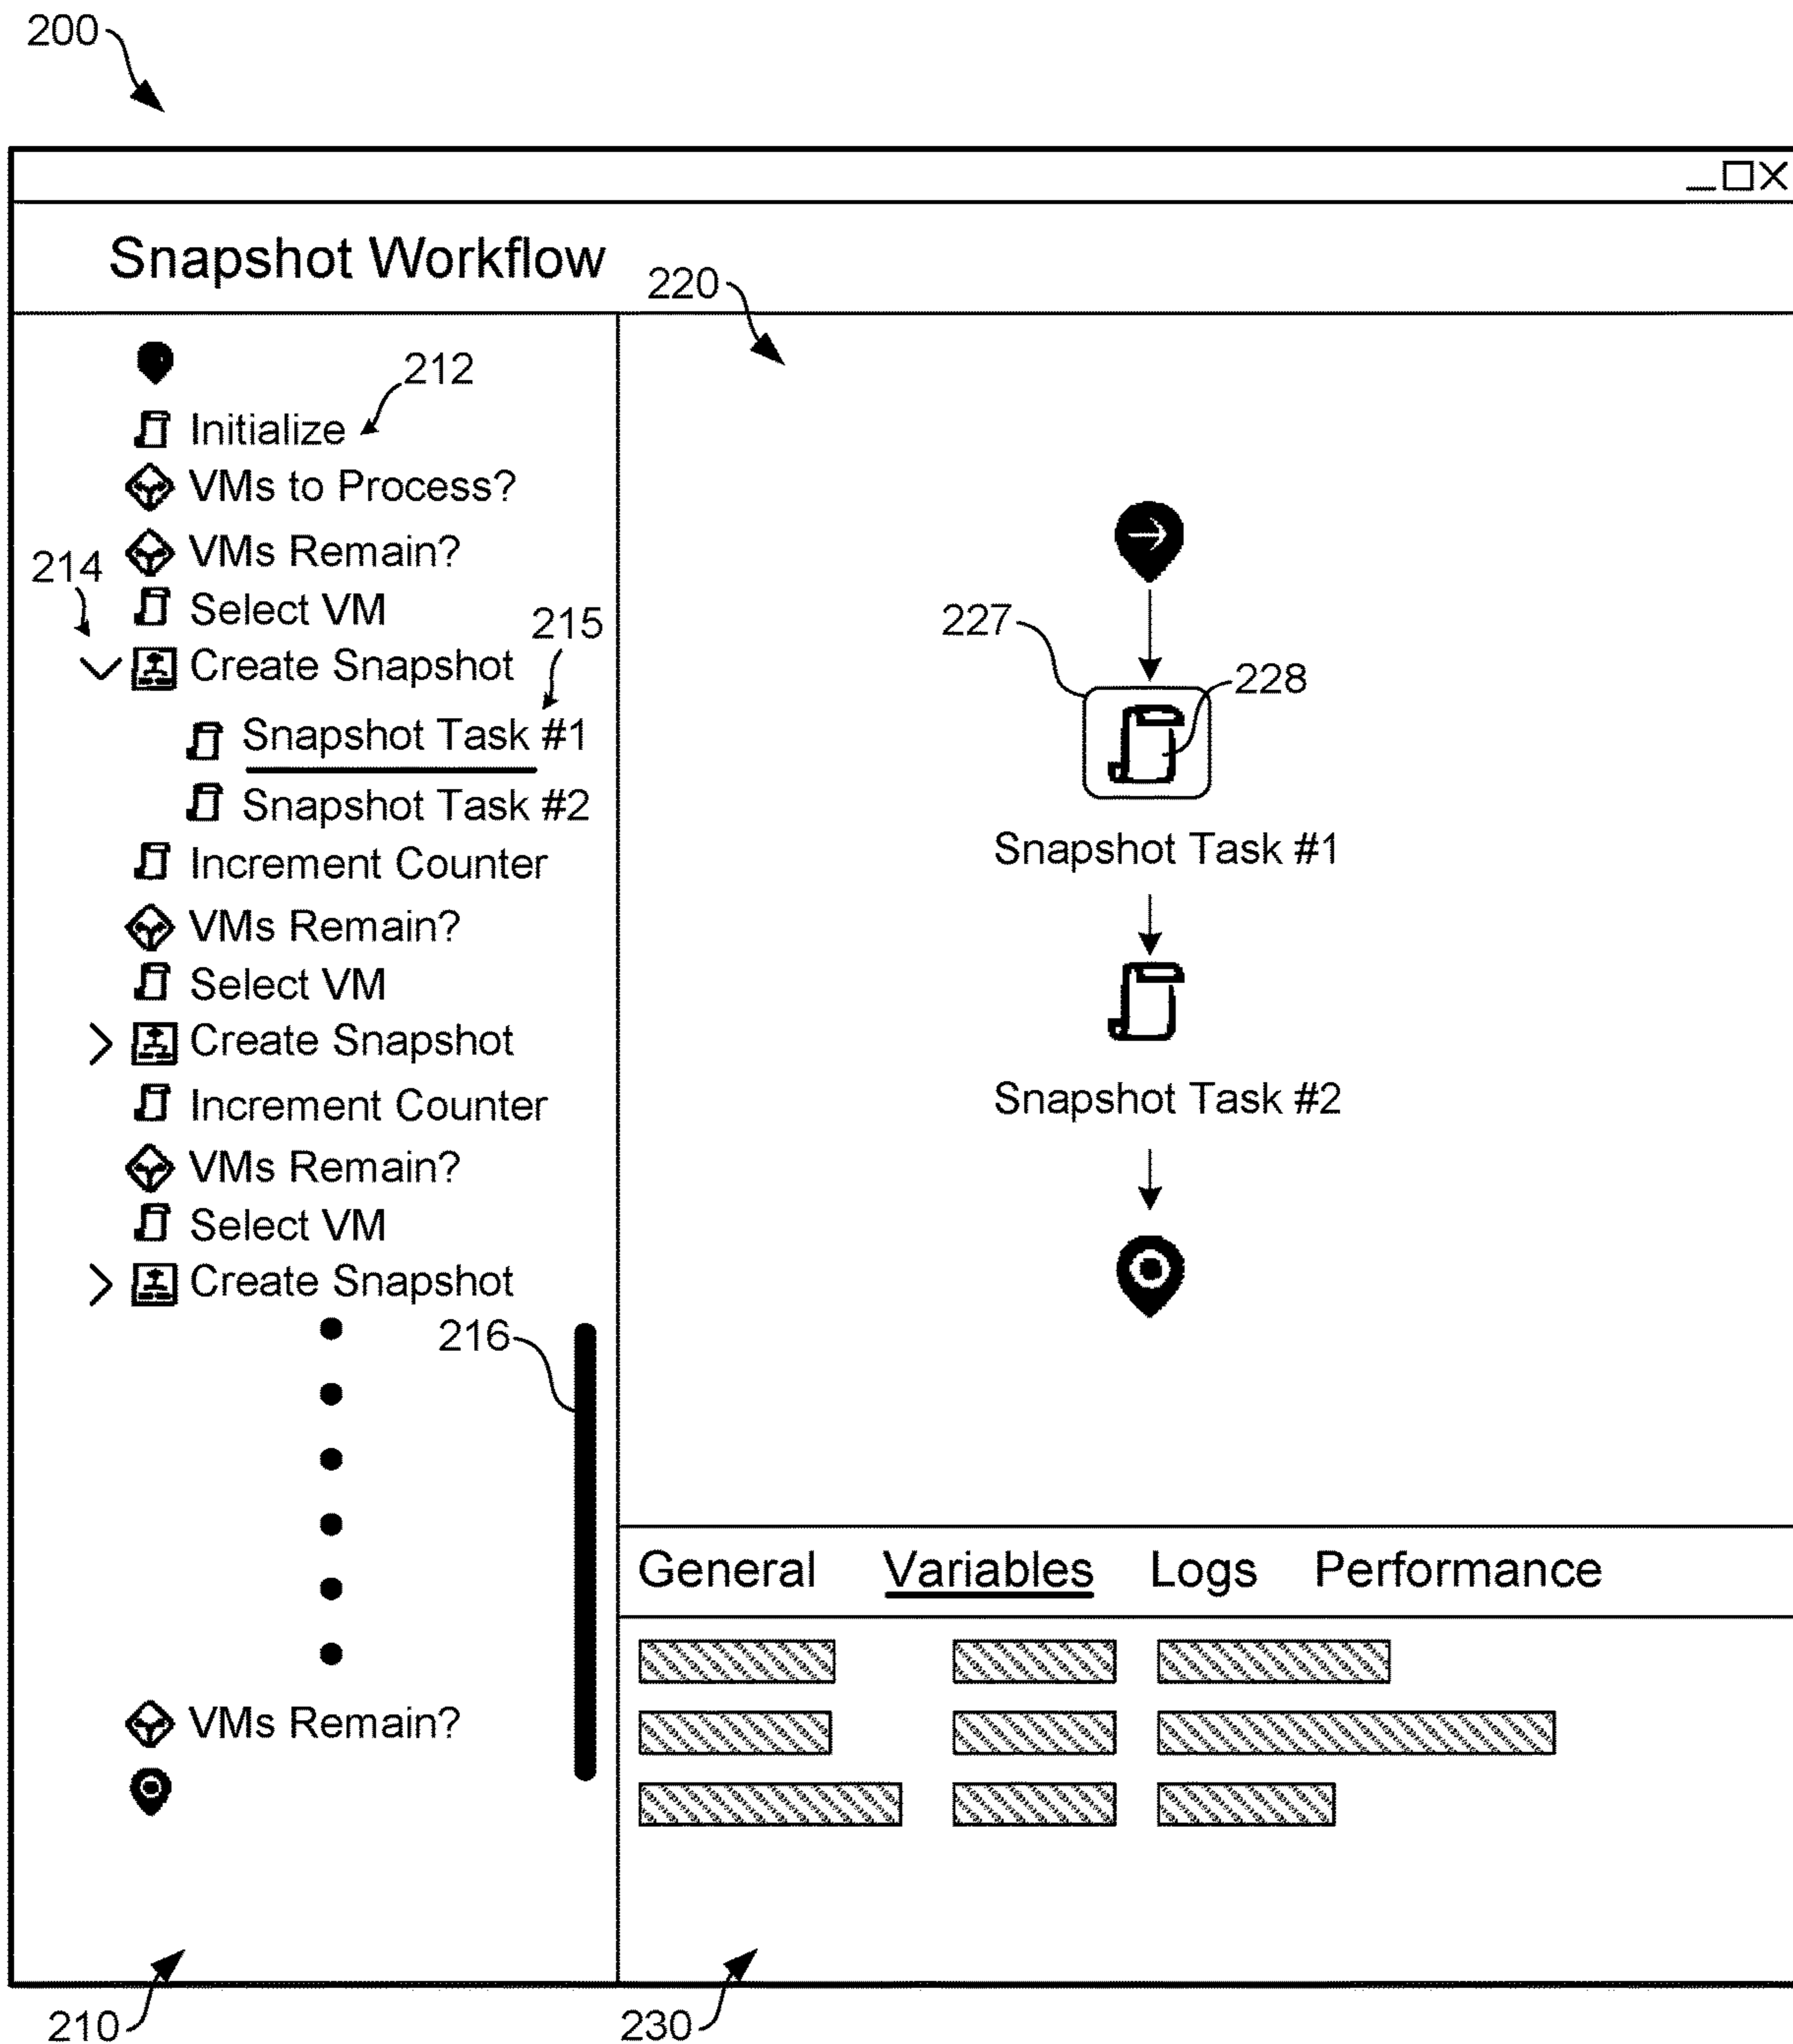 200
Snapshot Workflow
220
212
Initialize
VMs to Process?
VMs Remain?
214
Select VM
215
Create Snapshot
Snapshot Task #1
Snapshot Task #2
Increment Counter
VMs Remain?
Select VM
Create Snapshot
Increment Counter
VMs Remain?
Select VM
Create Snapshot
216
VMs Remain?
227
228
Snapshot Task #1
Snapshot Task #2
General Variables Logs Performance
210
230